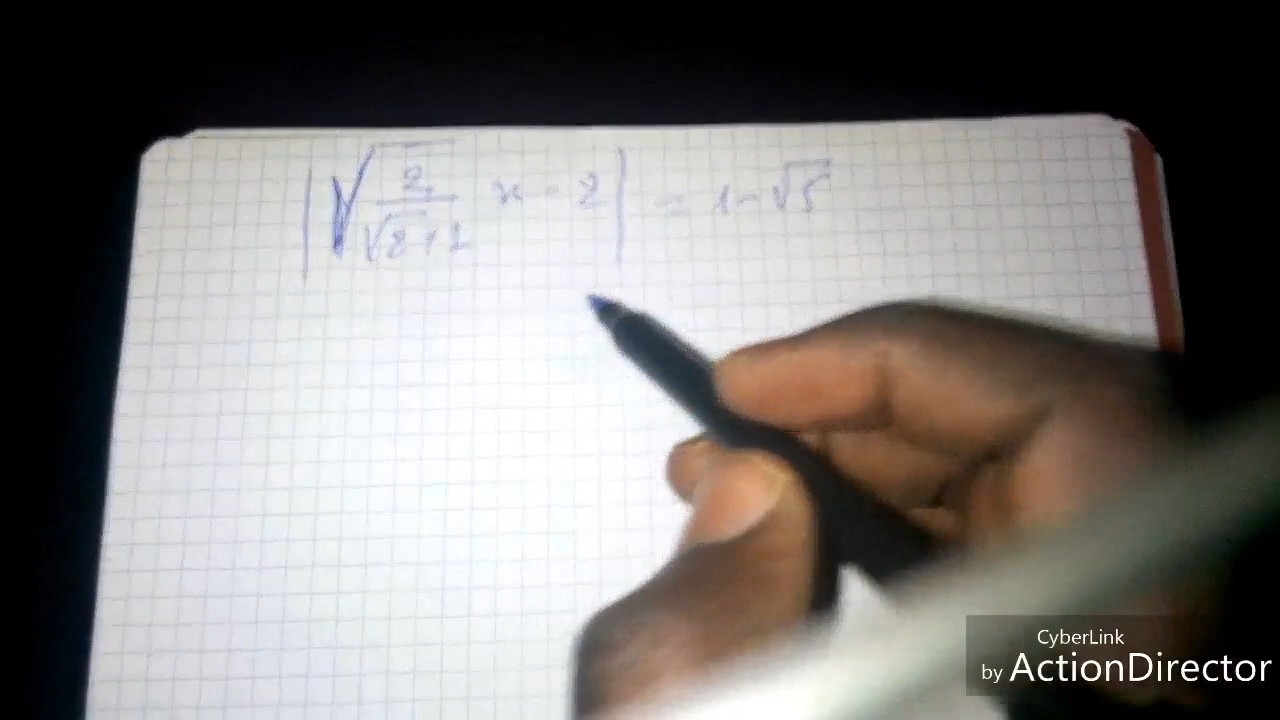 |√(2/(√8+1)) x - 2| = 1-√5
CyberLink
by ActionDirector